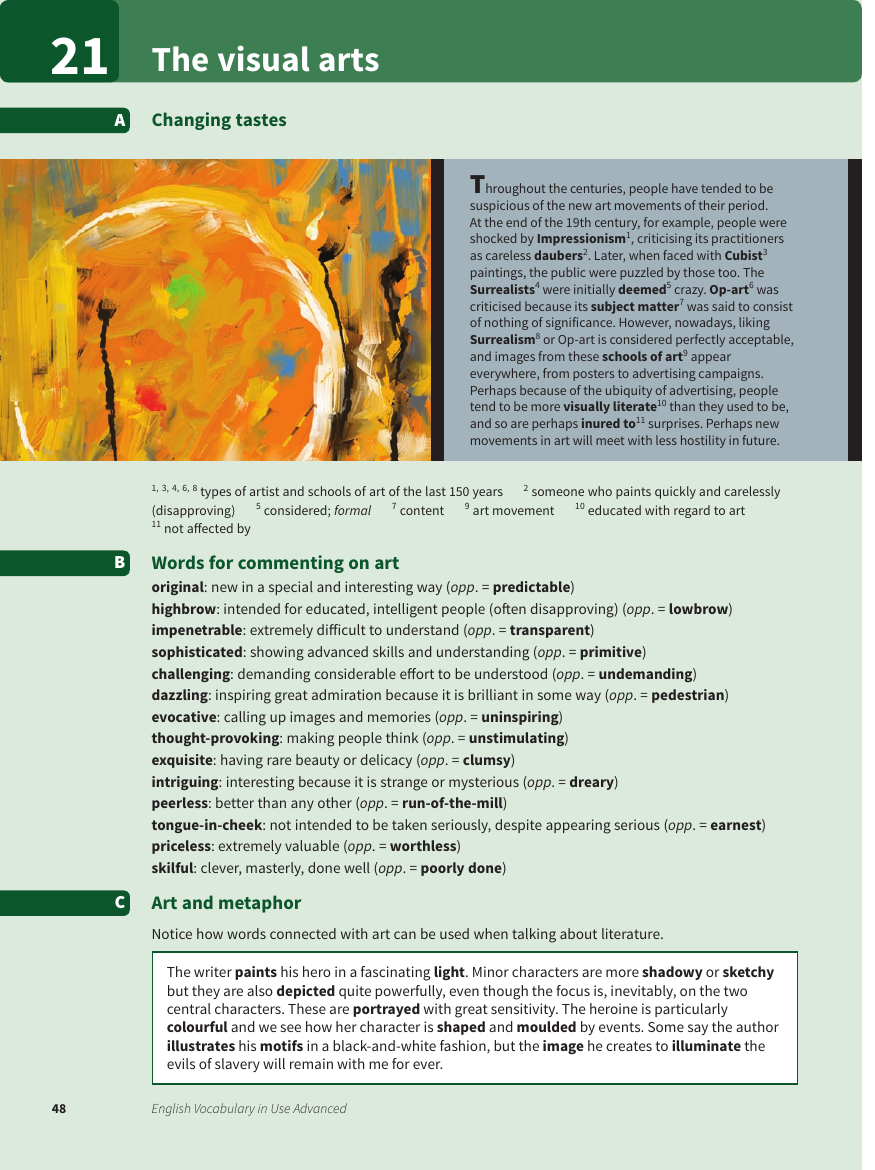 21
The visual arts
A
Changing tastes
Throughout the centuries, people have tended to be
suspicious of the new art movements of their period.
At the end of the 19th century, for example, people were
shocked by Impressionism1, criticising its practitioners
as careless daubers2. Later, when faced with Cubist3
paintings, the public were puzzled by those too. The
Surrealists4 were initially deemed5 crazy. Op-art6 was
criticised because its subject matter7 was said to consist
of nothing of significance. However, nowadays, liking
Surrealism8 or Op-art is considered perfectly acceptable,
and images from these schools of art9 appear
everywhere, from posters to advertising campaigns.
Perhaps because of the ubiquity of advertising, people
tend to be more visually literate10 than they used to be,
and so are perhaps inured to11 surprises. Perhaps new
movements in art will meet with less hostility in future.
1, 3, 4, 6, 8 types of artist and schools of art of the last 150 years 2 someone who paints quickly and carelessly
(disapproving) 5 considered; formal 7 content 9 art movement 10 educated with regard to art
11 not affected by
B
Words for commenting on art
original: new in a special and interesting way (opp. = predictable)
highbrow: intended for educated, intelligent people (often disapproving) (opp. = lowbrow)
impenetrable: extremely difficult to understand (opp. = transparent)
sophisticated: showing advanced skills and understanding (opp. = primitive)
challenging: demanding considerable effort to be understood (opp. = undemanding)
dazzling: inspiring great admiration because it is brilliant in some way (opp. = pedestrian)
evocative: calling up images and memories (opp. = uninspiring)
thought-provoking: making people think (opp. = unstimulating)
exquisite: having rare beauty or delicacy (opp. = clumsy)
intriguing: interesting because it is strange or mysterious (opp. = dreary)
peerless: better than any other (opp. = run-of-the-mill)
tongue-in-cheek: not intended to be taken seriously, despite appearing serious (opp. = earnest)
priceless: extremely valuable (opp. = worthless)
skilful: clever, masterly, done well (opp. = poorly done)
C
Art and metaphor
Notice how words connected with art can be used when talking about literature.
The writer paints his hero in a fascinating light. Minor characters are more shadowy or sketchy
but they are also depicted quite powerfully, even though the focus is, inevitably, on the two
central characters. These are portrayed with great sensitivity. The heroine is particularly
colourful and we see how her character is shaped and moulded by events. Some say the author
illustrates his motifs in a black-and-white fashion, but the image he creates to illuminate the
evils of slavery will remain with me for ever.
48
English Vocabulary in Use Advanced